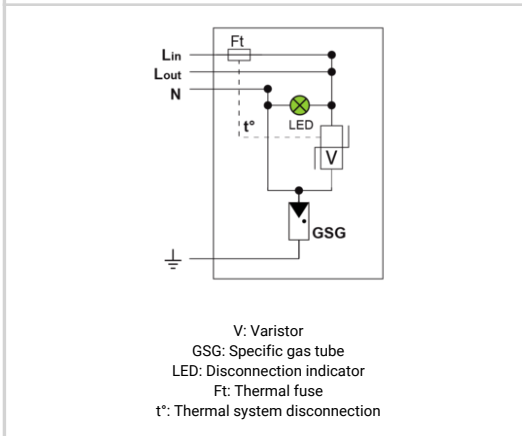 Ft
Lin
Lout
N
t°
LED
V
GSG
V: Varistor
GSG: Specific gas tube
LED: Disconnection indicator
Ft: Thermal fuse
t°: Thermal system disconnection